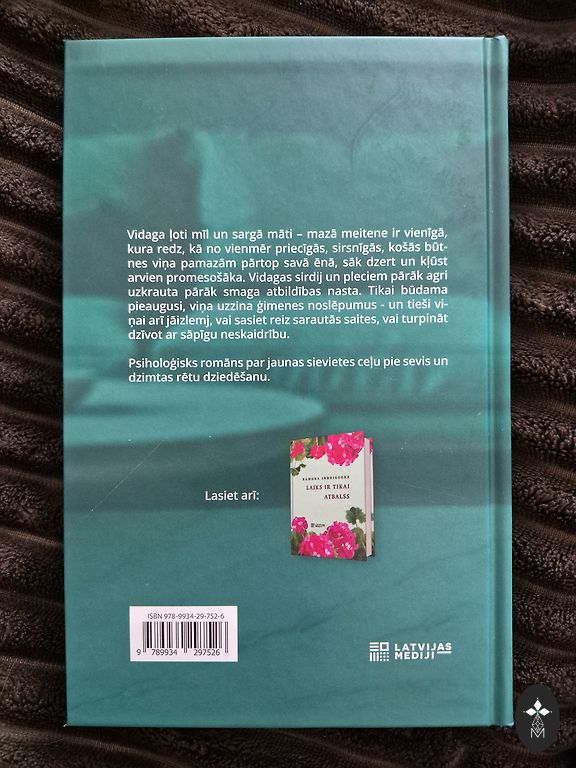 Vidaga ļoti mīl un sargā māti – mazā meitene ir vienīgā,
kura redz, kā no vienmēr priecīgās, sirsnīgās, košās būt-
nes viņa pamazām pārtop savā ēnā, sāk dzert un kļūst
arvien promesošāka. Vidagas sirdij un pleciem pārāk agri
uzkrauta pārāk smaga atbildības nasta. Tikai būdama
pieaugusi, viņa uzzina ģimenes noslēpumus - un tieši vi-
ņai arī jāizlemj, vai sasiet reiz sarautās saites, vai turpināt
dzīvot ar sāpīgu neskaidrību.
Psiholoģisks romāns par jaunas sievietes ceļu pie sevis un
dzimtas rētu dziedēšanu.
Lasiet arī:
SANDRA INDRIKSONE
LAIKS IR TIKAI
ATBALSS
ISBN 978-9934-29-752-6
9 789934 297526
LATVIJAS
MEDIJI